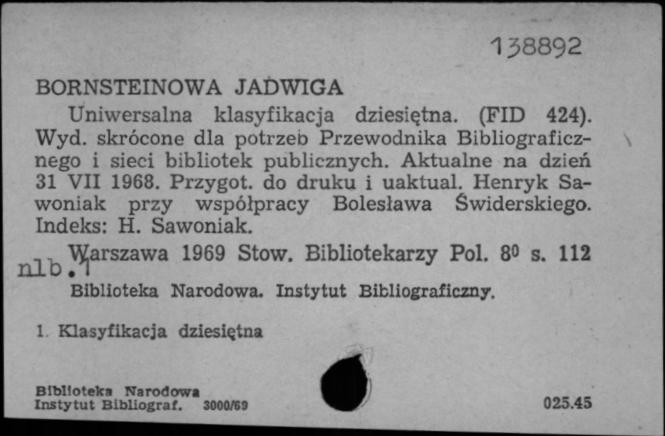 138892
BORNSTEINOWA JADWIGA
Uniwersalna klasyfikacja dziesiętna. (FID 424).
Wyd. skrócone dla potrzeb Przewodnika Bibliograficz-
nego i sieci bibliotek publicznych. Aktualne na dzień
31 VII 1968. Przygot. do druku i uaktual. Henryk Sa-
woniak przy współpracy Bolesława Świderskiego.
Indeks: H. Sawoniak.
Warszawa 1969 Stow. Bibliotekarzy Pol. 8⁰ s. 112
nlb. 1
Biblioteka Narodowa. Instytut Bibliograficzny.
1. Klasyfikacja dziesiętna
Biblioteka Narodowa
Instytut Bibliograf. 3000/69
025.45